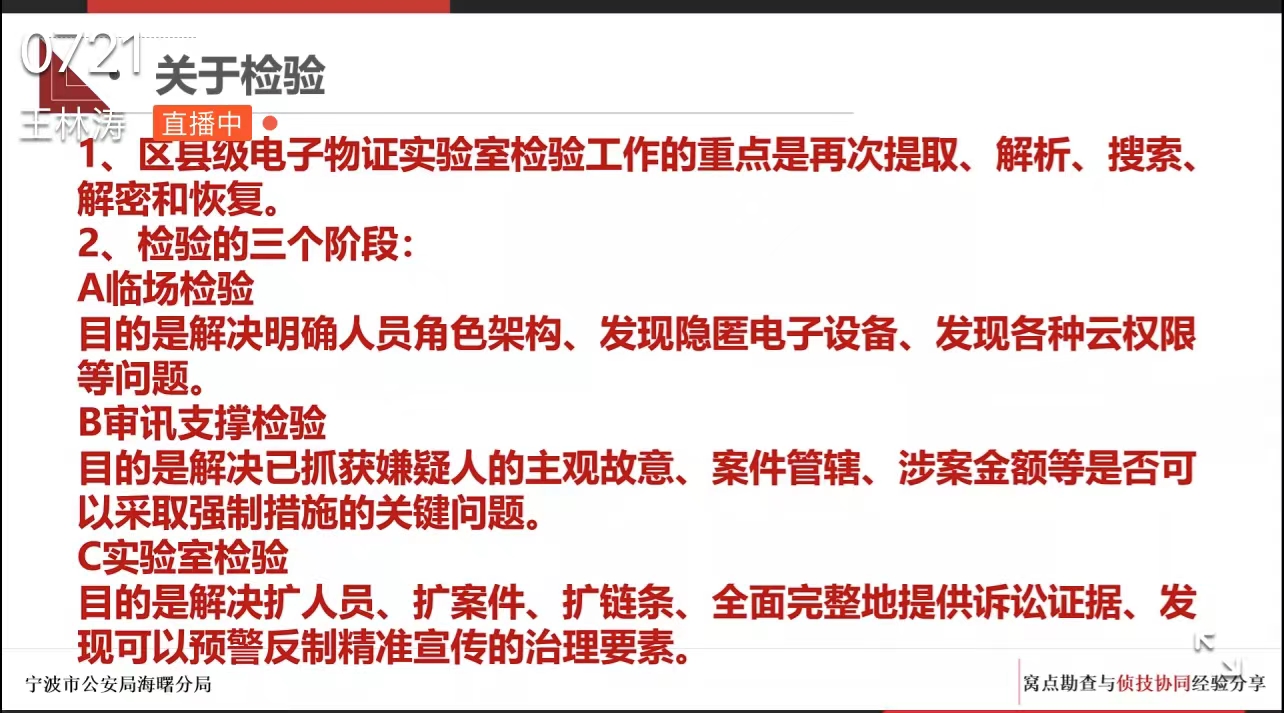 0721
关于检验
王林涛
直播中
1、区县级电子物证实验室检验工作的重点是再次提取、解析、搜索、
解密和恢复。
2、检验的三个阶段：
A临场检验
目的是解决明确人员角色架构、发现隐匿电子设备、发现各种云权限
等问题。
B审讯支撑检验
目的是解决已抓获嫌疑人的主观故意、案件管辖、涉案金额等是否可
以采取强制措施的关键问题。
C实验室检验
目的是解决扩人员、扩案件、扩链条、全面完整地提供诉讼证据、发
现可以预警反制精准宣传的治理要素。
宁波市公安局海曙分局
窝点勘查与侦技协同经验分享